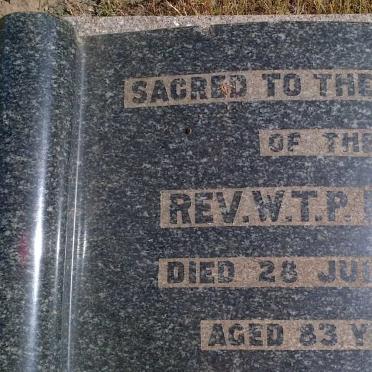 SACRED TO THE
OF THE
REV. W. T. P.
DIED 28 JU
AGED 83 Y